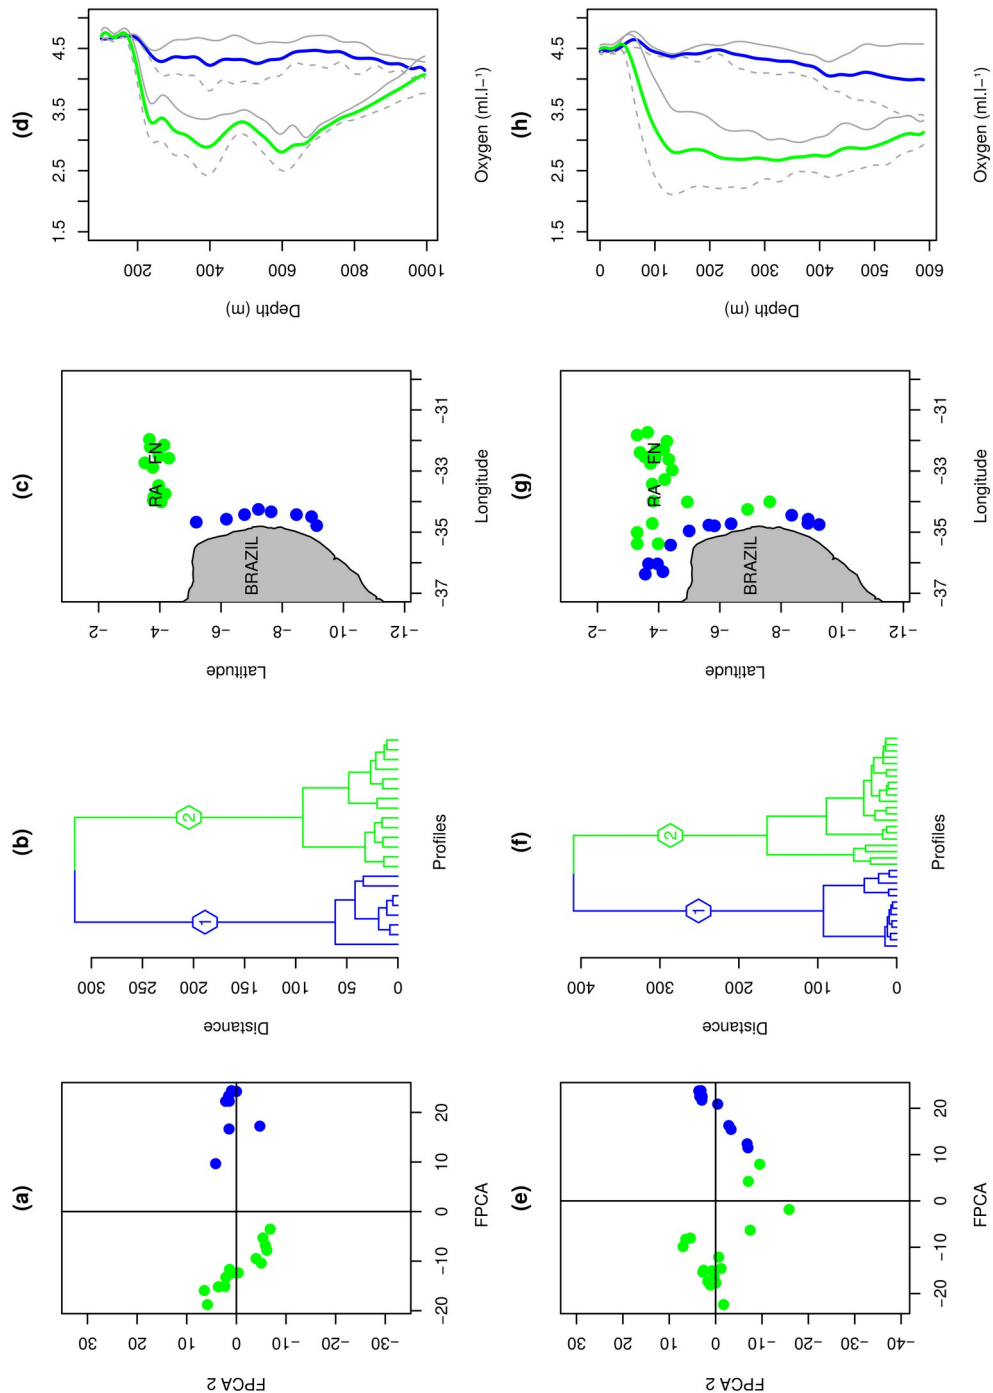 (a)
30
20
10
0
−10
−20
−30
FPCA 2
−20
−10
0
10
20
FPCA
(b)
300
250
200
150
100
50
0
Distance
1
2
Profiles
(c)
−2
−4
−6
−8
−10
−12
Latitude
RA
FN
BRAZIL
−37
−35
−33
−31
Longitude
(d)
200
400
600
800
1000
Depth (m)
1.5
2.5
3.5
4.5
Oxygen (ml.l⁻¹)
(e)
30
20
10
0
−10
−20
−30
−40
FPCA 2
−20
−10
0
10
20
FPCA
(f)
400
300
200
100
0
Distance
1
2
Profiles
(g)
−2
−4
−6
−8
−10
−12
Latitude
RA
FN
BRAZIL
−37
−35
−33
−31
Longitude
(h)
0
100
200
300
400
500
600
Depth (m)
1.5
2.5
3.5
4.5
Oxygen (ml.l⁻¹)